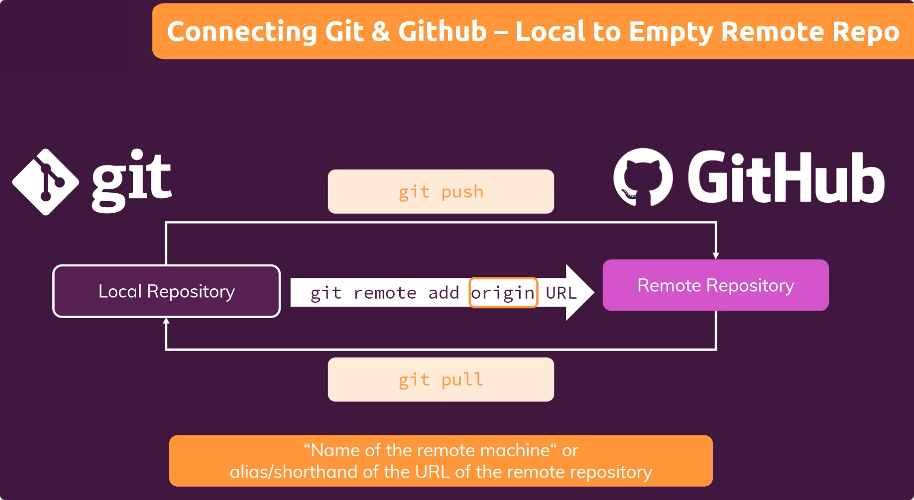 Connecting Git & Github – Local to Empty Remote Repo
git
GitHub
git push
Local Repository
git remote add origin URL
Remote Repository
git pull
“Name of the remote machine“ or
alias/shorthand of the URL of the remote repository